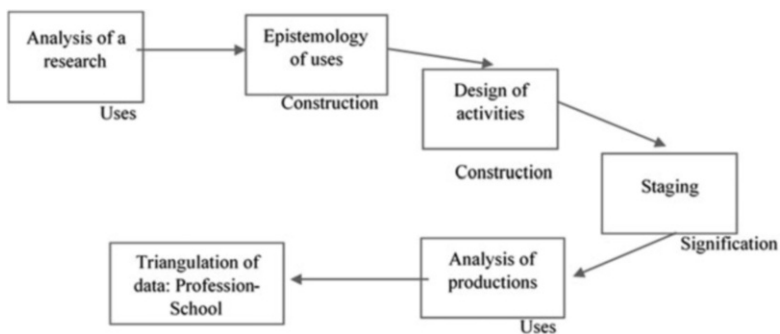 Analysis of a
research
Uses
Epistemology
of uses
Construction
Design of
activities
Construction
Staging
Signification
Analysis of
productions
Uses
Triangulation of
data: Profession-
School